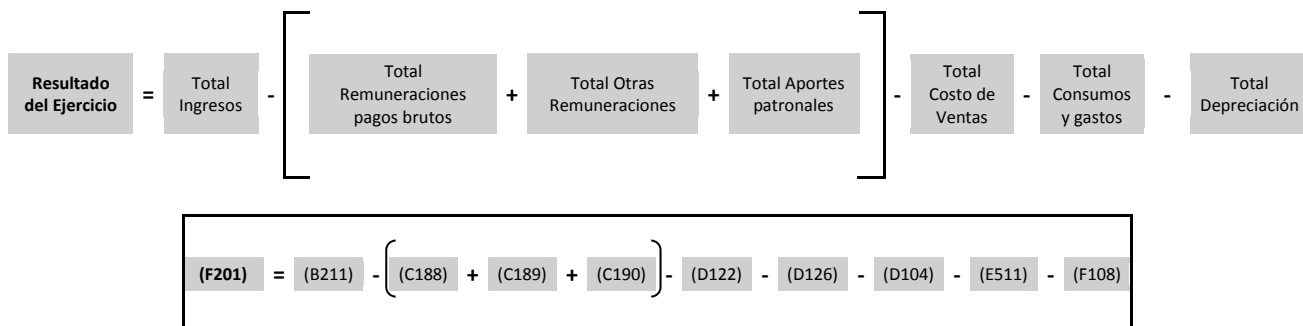 Resultado del Ejercicio = Total Ingresos - [ Total Remuneraciones pagos brutos + Total Otras Remuneraciones + Total Aportes patronales ] - Total Costo de Ventas - Total Consumos y gastos - Total Depreciación
(F201) = (B211) - ( (C188) + (C189) + (C190) ) - (D122) - (D126) - (D104) - (E511) - (F108)